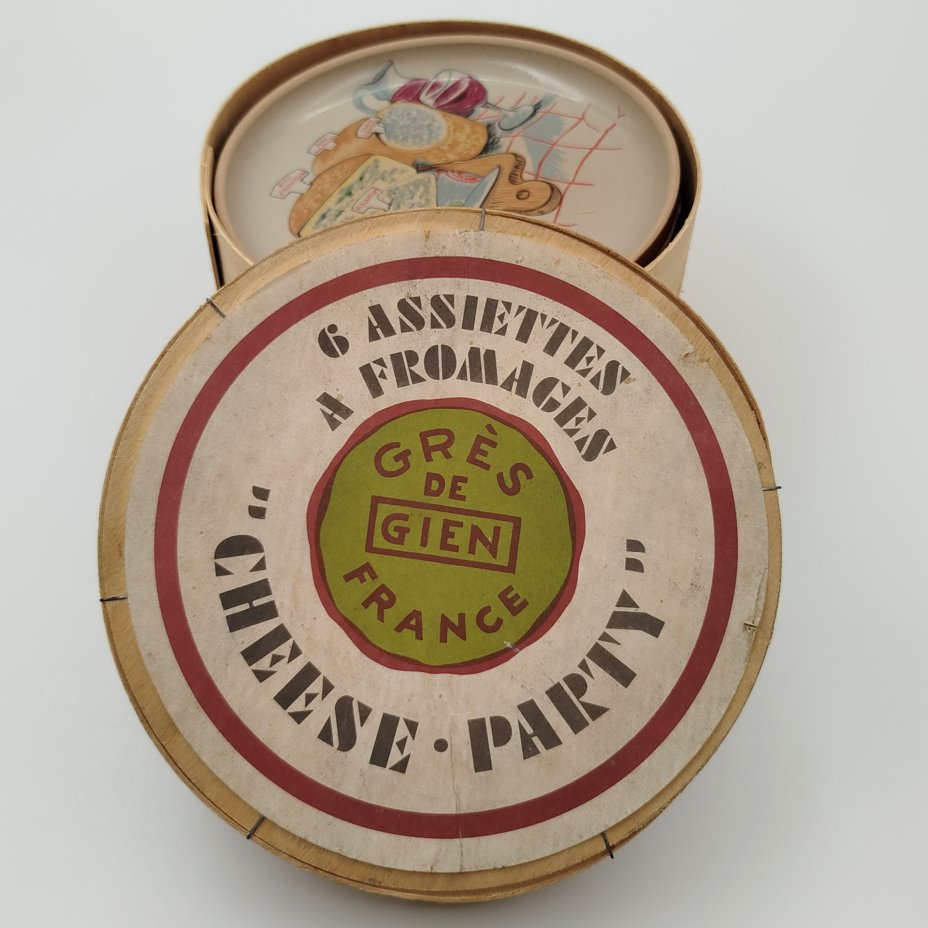 6 ASSIETTES
A FROMAGES
GRÈS
DE
GIEN
FRANCE
"CHEESE·PARTY"